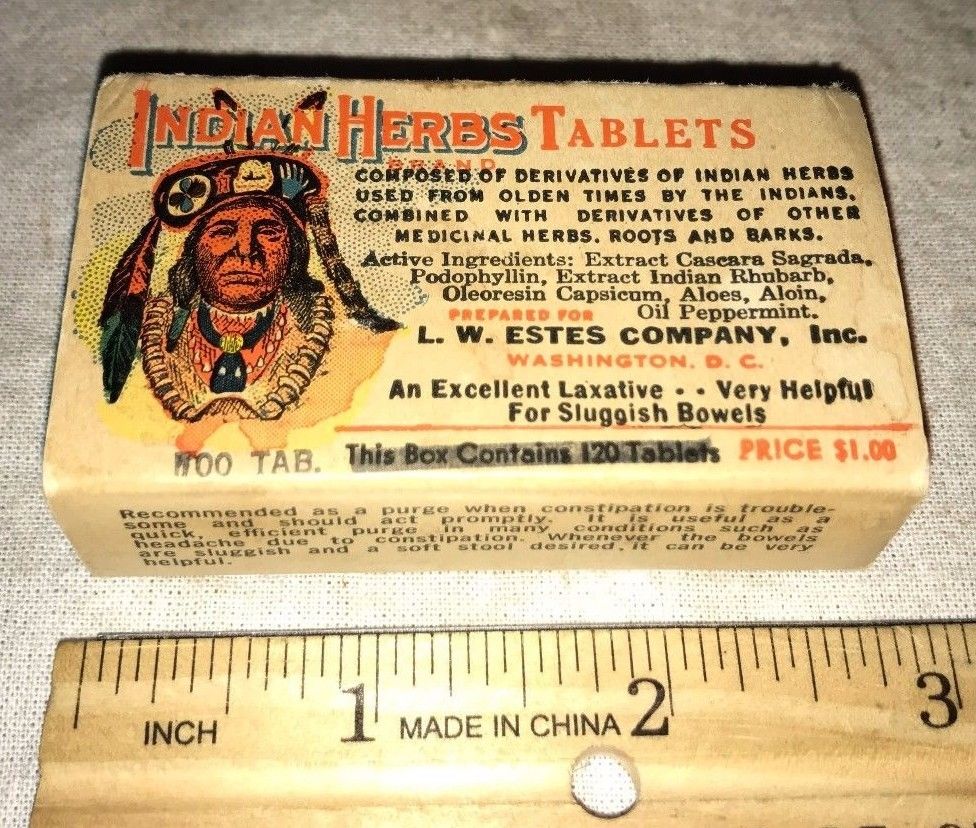 INDIAN HERBS TABLETS
BRAND
COMPOSED OF DERIVATIVES OF INDIAN HERBS
USED FROM OLDEN TIMES BY THE INDIANS,
COMBINED WITH DERIVATIVES OF OTHER
MEDICINAL HERBS, ROOTS AND BARKS.
Active Ingredients: Extract Cascara Sagrada,
Podophyllin, Extract Indian Rhubarb,
Oleoresin Capsicum, Aloes, Aloin,
Oil Peppermint.
PREPARED FOR
L. W. ESTES COMPANY, Inc.
WASHINGTON, D. C.
An Excellent Laxative - - Very Helpful
For Sluggish Bowels
100 TAB. This Box Contains 120 Tablets PRICE $1.00
Recommended as a purge when constipation is trouble-
some and should act promptly. It is useful as a
quick, efficient purge in many conditions such as
headache due to constipation. Whenever the bowels
are sluggish and a soft stool desired, it can be very
helpful.
INCH 1 MADE IN CHINA 2 3